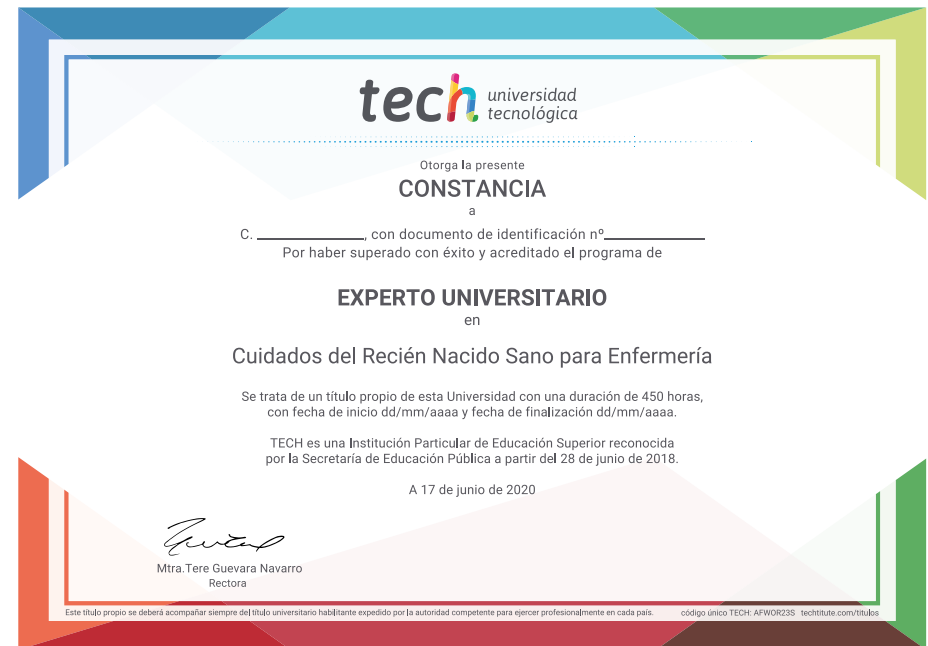 tech universidad
tecnológica
Otorga la presente
CONSTANCIA
a
C. ________________, con documento de identificación nº_______________
Por haber superado con éxito y acreditado el programa de
EXPERTO UNIVERSITARIO
en
Cuidados del Recién Nacido Sano para Enfermería
Se trata de un título propio de esta Universidad con una duración de 450 horas,
con fecha de inicio dd/mm/aaaa y fecha de finalización dd/mm/aaaa.
TECH es una Institución Particular de Educación Superior reconocida
por la Secretaría de Educación Pública a partir del 28 de junio de 2018.
A 17 de junio de 2020
Mtra.Tere Guevara Navarro
Rectora
Este título propio se deberá acompañar siempre del título universitario habilitante expedido por la autoridad competente para ejercer profesionalmente en cada país. código único TECH: AFWOR23S techtitute.com/titulos